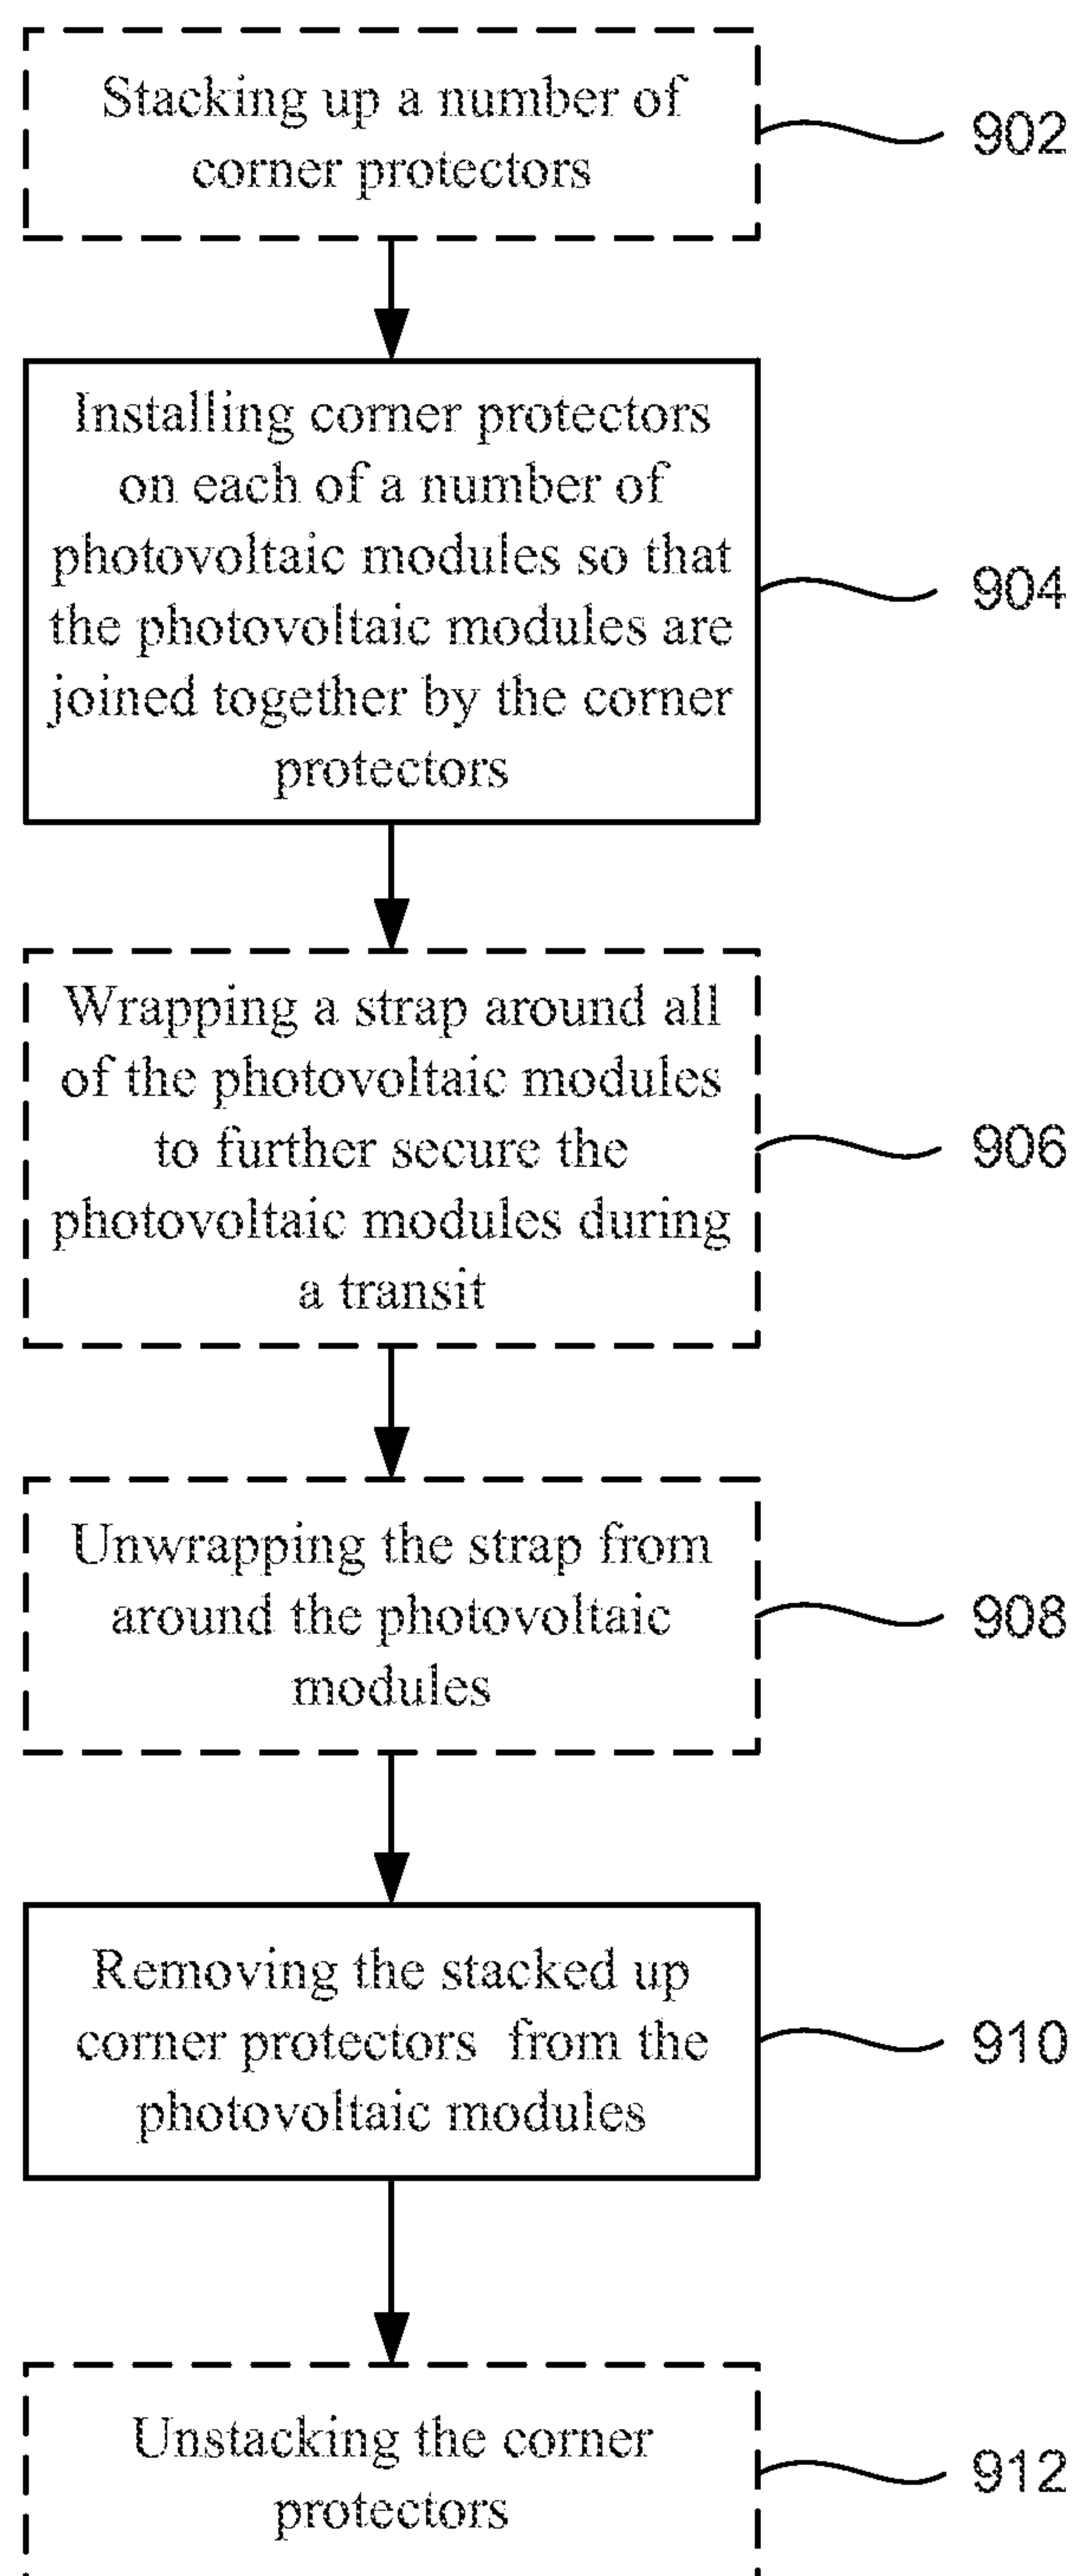 Stacking up a number of
corner protectors
902
Installing corner protectors
on each of a number of
photovoltaic modules so that
the photovoltaic modules are
joined together by the corner
protectors
904
Wrapping a strap around all
of the photovoltaic modules
to further secure the
photovoltaic modules during
a transit
906
Unwrapping the strap from
around the photovoltaic
modules
908
Removing the stacked up
corner protectors from the
photovoltaic modules
910
Unstacking the corner
protectors
912